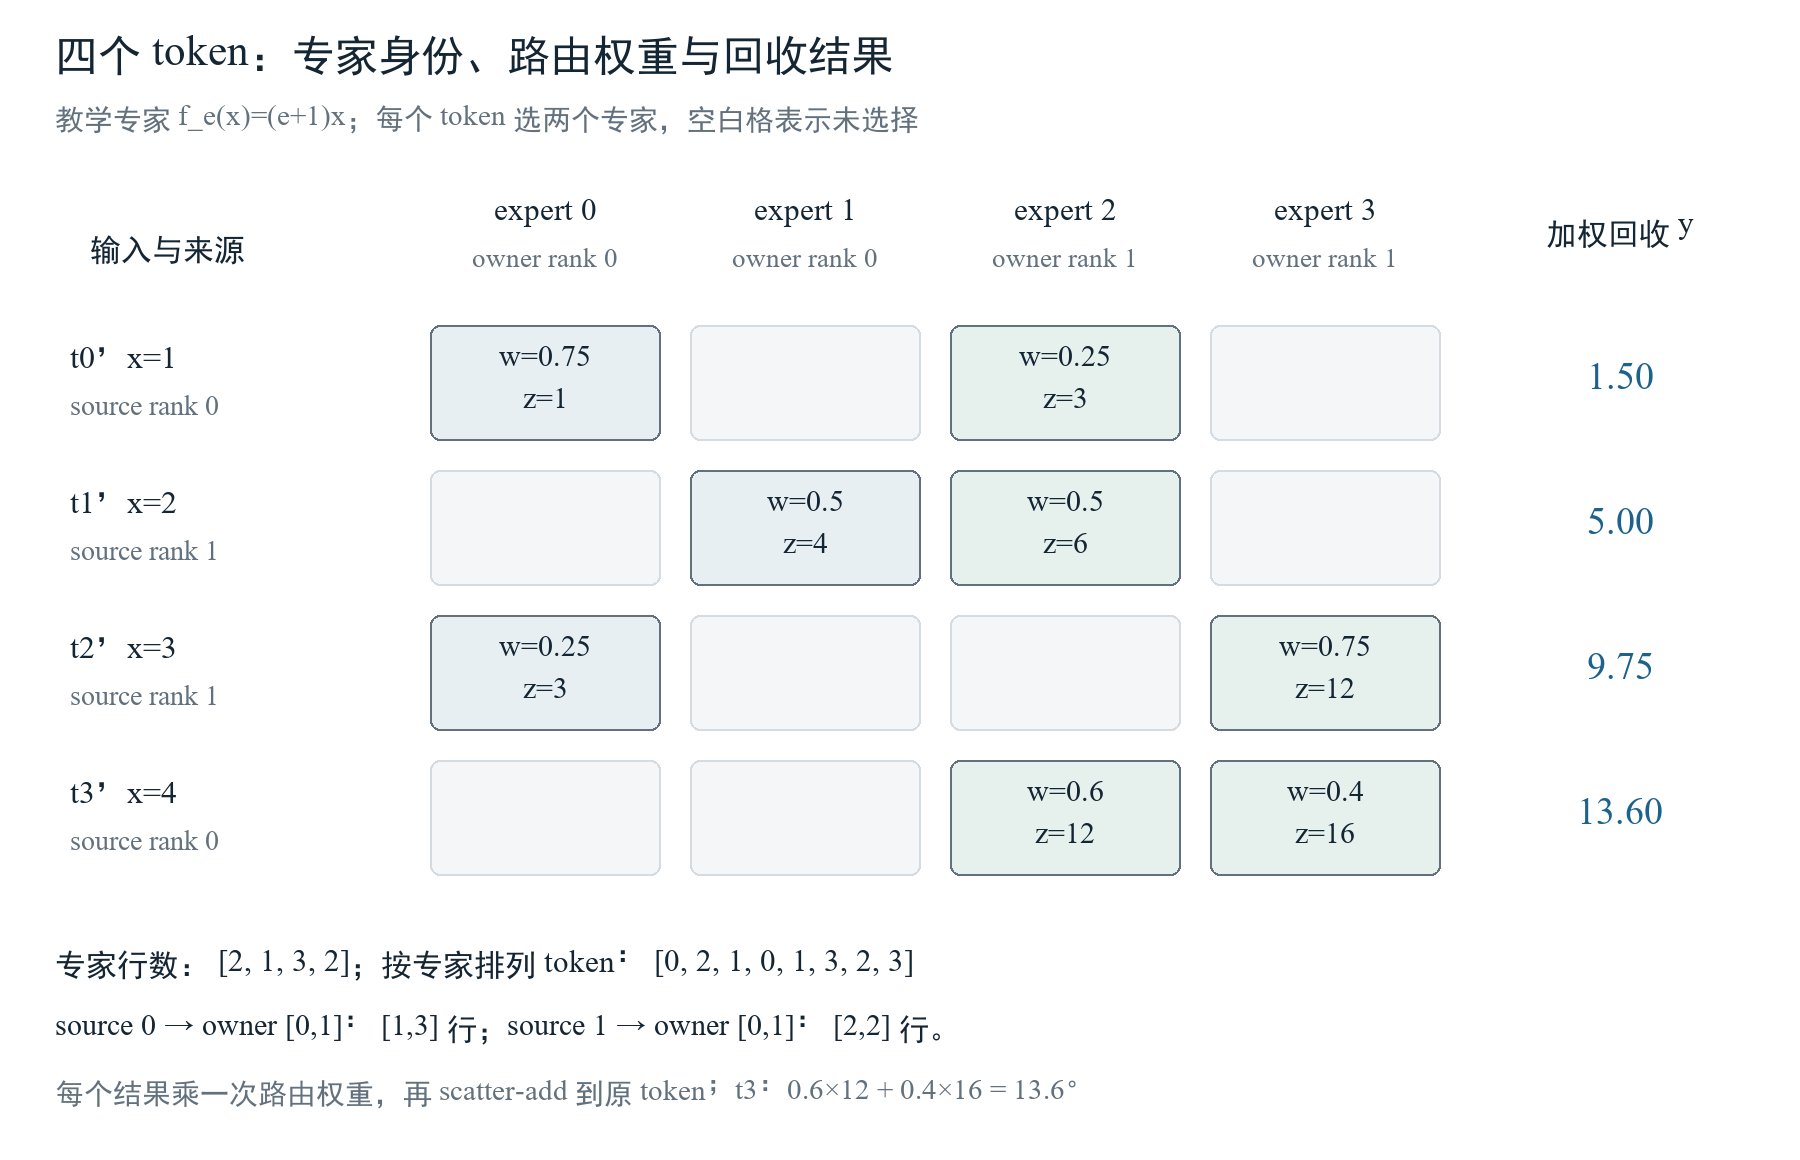 四个 token：专家身份、路由权重与回收结果
教学专家 f_e(x)=(e+1)x；每个 token 选两个专家，空白格表示未选择
输入与来源
expert 0
owner rank 0
expert 1
owner rank 0
expert 2
owner rank 1
expert 3
owner rank 1
加权回收 y
t0，x=1
source rank 0
w=0.75
z=1
w=0.25
z=3
1.50
t1，x=2
source rank 1
w=0.5
z=4
w=0.5
z=6
5.00
t2，x=3
source rank 1
w=0.25
z=3
w=0.75
z=12
9.75
t3，x=4
source rank 0
w=0.6
z=12
w=0.4
z=16
13.60
专家行数：[2, 1, 3, 2]；按专家排列 token：[0, 2, 1, 0, 1, 3, 2, 3]
source 0 → owner [0,1]：[1,3] 行；source 1 → owner [0,1]：[2,2] 行。
每个结果乘一次路由权重，再 scatter-add 到原 token；t3：0.6×12 + 0.4×16 = 13.6。